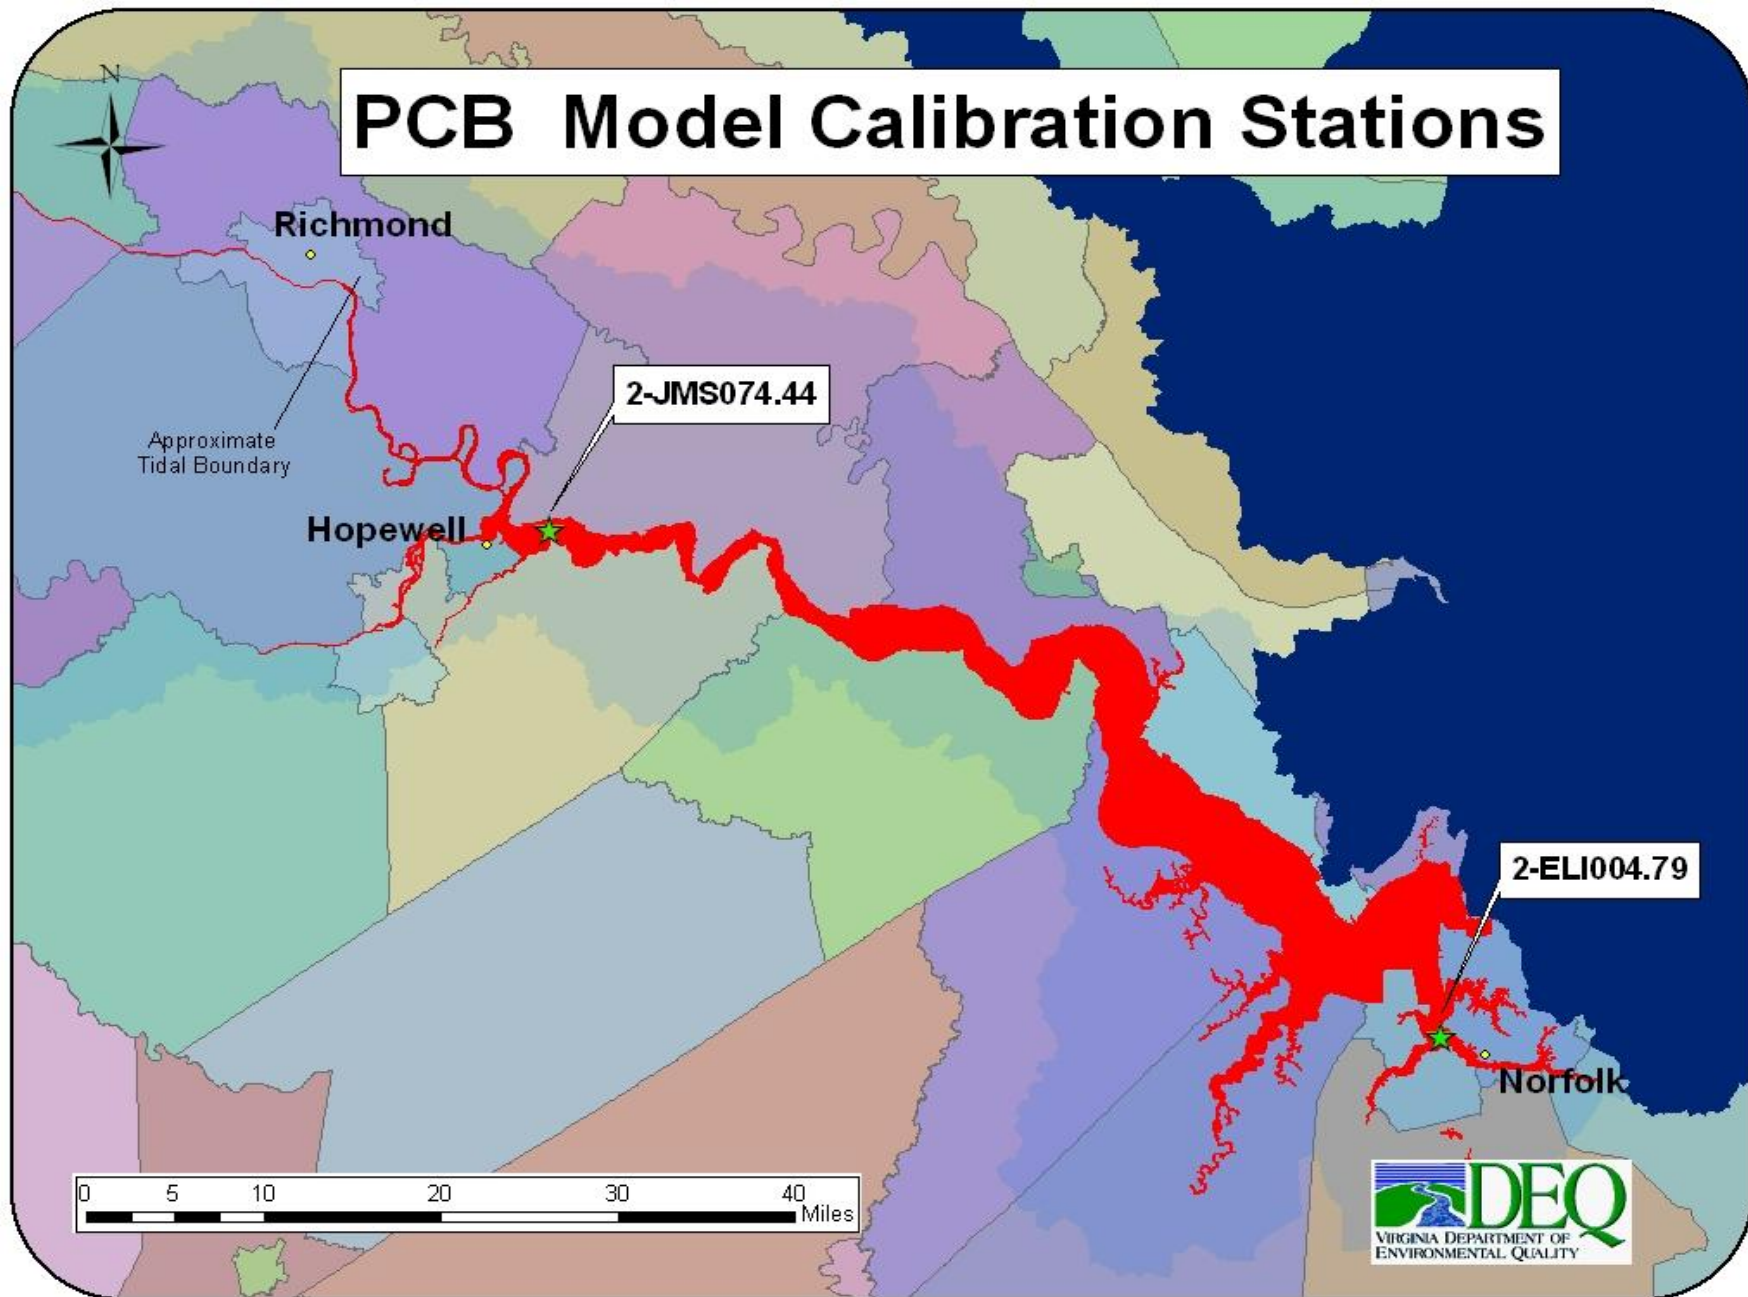 PCB Model Calibration Stations
N
Richmond
2-JMS074.44
Approximate
Tidal Boundary
Hopewell
2-ELI004.79
Norfolk
0 5 10 20 30 40
Miles
DEQ
VIRGINIA DEPARTMENT OF
ENVIRONMENTAL QUALITY